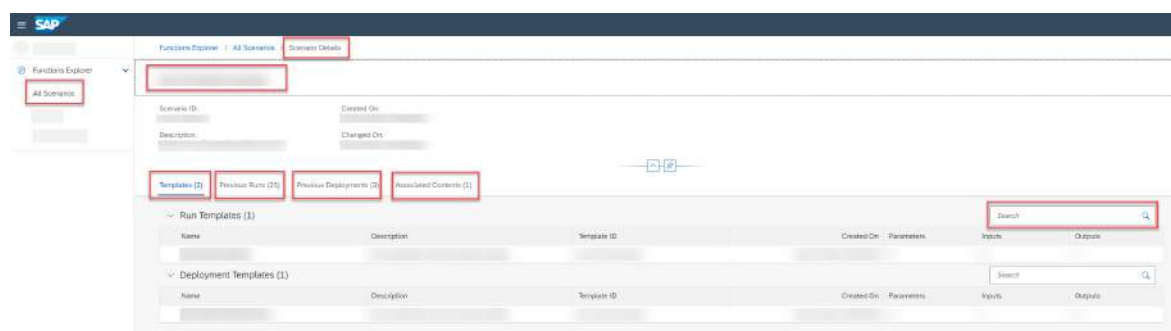 SAP
Functions Explorer / All Scenarios / Scenario Details
Functions Explorer
All Scenarios
Scenario ID: Created On:
Description: Changed On:
Templates (2) Previous Runs (25) Previous Deployments (3) Associated Contents (1)
Run Templates (1) Search
Name Description Template ID Created On Parameters Inputs Outputs
Deployment Templates (1) Search
Name Description Template ID Created On Parameters Inputs Outputs